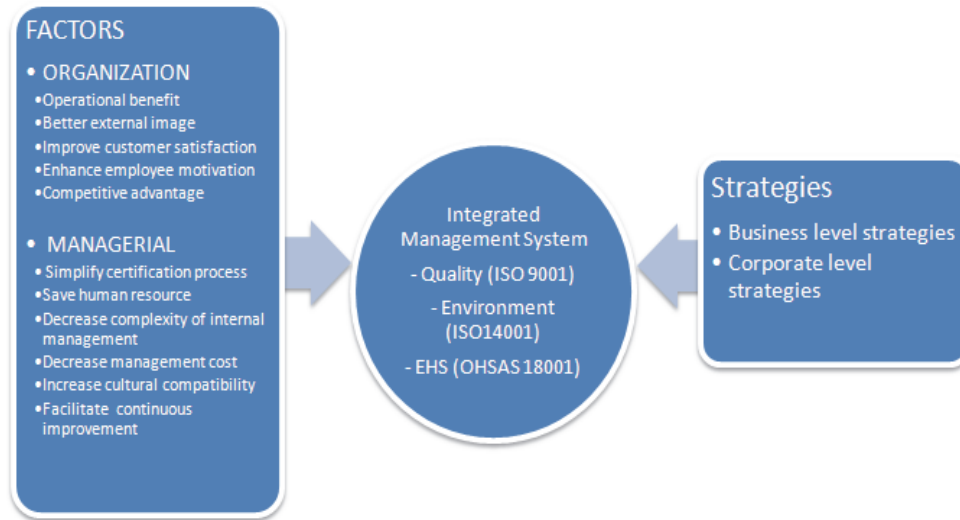 FACTORS
• ORGANIZATION
•Operational benefit
•Better external image
•Improve customer satisfaction
•Enhance employee motivation
•Competitive advantage
• MANAGERIAL
• Simplify certification process
•Save human resource
•Decrease complexity of internal
management
•Decrease management cost
•Increase cultural compatibility
•Facilitate continuous
improvement
Integrated
Management System
- Quality (ISO 9001)
- Environment
(ISO14001)
- EHS (OHSAS 18001)
Strategies
• Business level strategies
• Corporate level
strategies